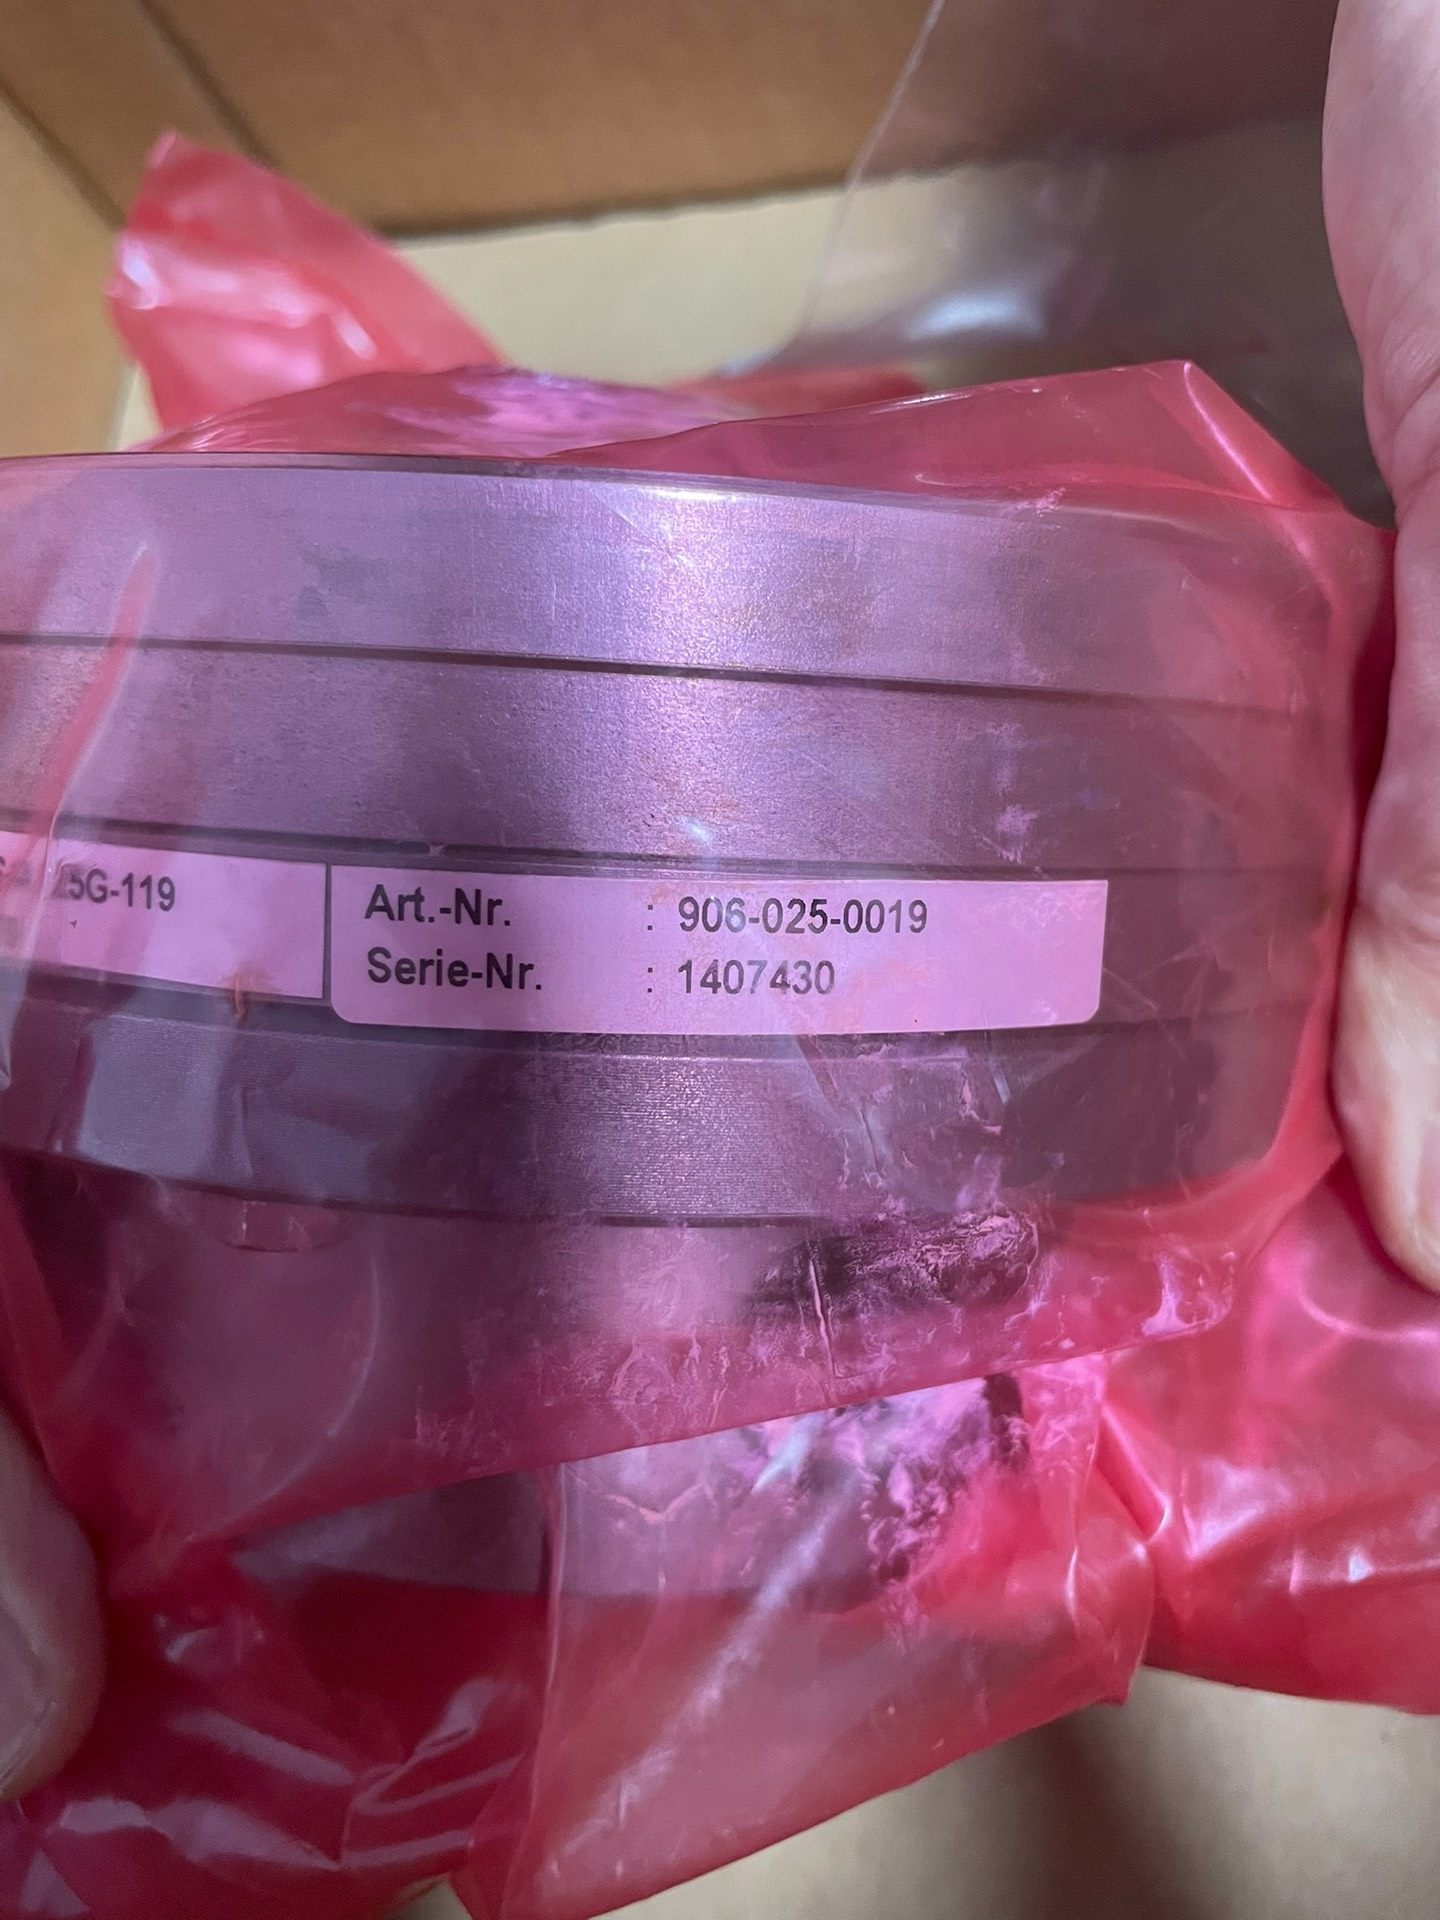 25G-119
Art.-Nr. : 906-025-0019
Serie-Nr. : 1407430